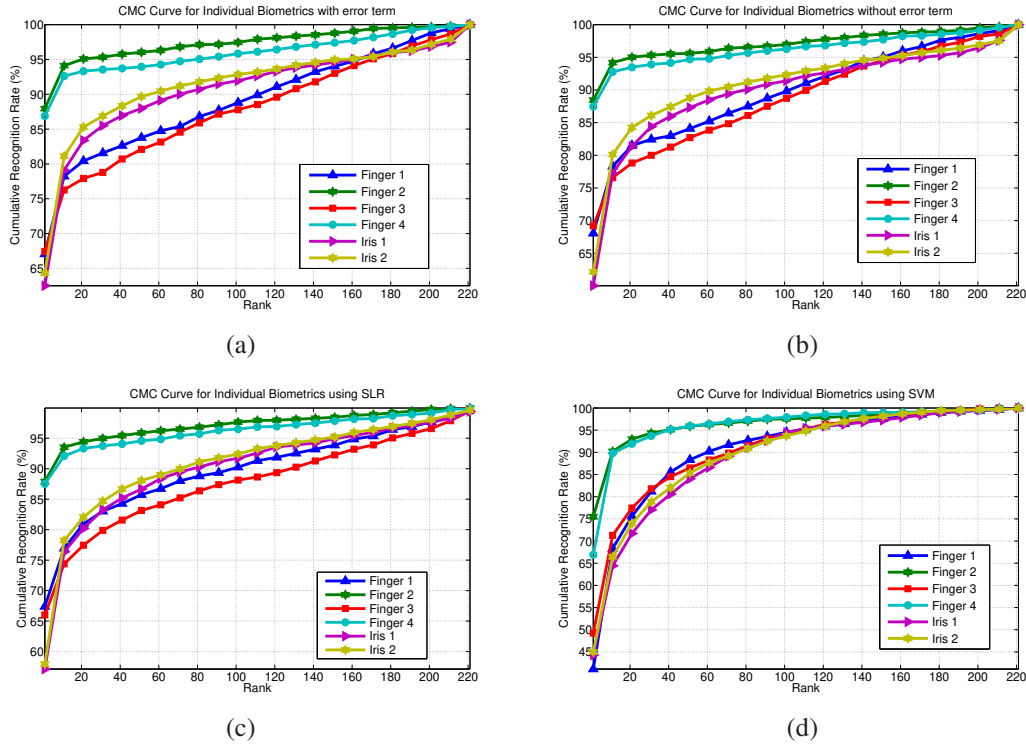 CMC Curve for Individual Biometrics with error term
Cumulative Recognition Rate (%)
100
95
90
85
80
75
70
65
20 40 60 80 100 120 140 160 180 200 220
Rank
Finger 1
Finger 2
Finger 3
Finger 4
Iris 1
Iris 2
(a)
CMC Curve for Individual Biometrics without error term
Cumulative Recognition Rate (%)
100
95
90
85
80
75
70
65
20 40 60 80 100 120 140 160 180 200 220
Rank
Finger 1
Finger 2
Finger 3
Finger 4
Iris 1
Iris 2
(b)
CMC Curve for Individual Biometrics using SLR
Cumulative Recognition Rate (%)
95
90
85
80
75
70
65
60
20 40 60 80 100 120 140 160 180 200 220
Rank
Finger 1
Finger 2
Finger 3
Finger 4
Iris 1
Iris 2
(c)
CMC Curve for Individual Biometrics using SVM
Cumulative Recognition Rate (%)
100
95
90
85
80
75
70
65
60
55
50
45
20 40 60 80 100 120 140 160 180 200 220
Rank
Finger 1
Finger 2
Finger 3
Finger 4
Iris 1
Iris 2
(d)